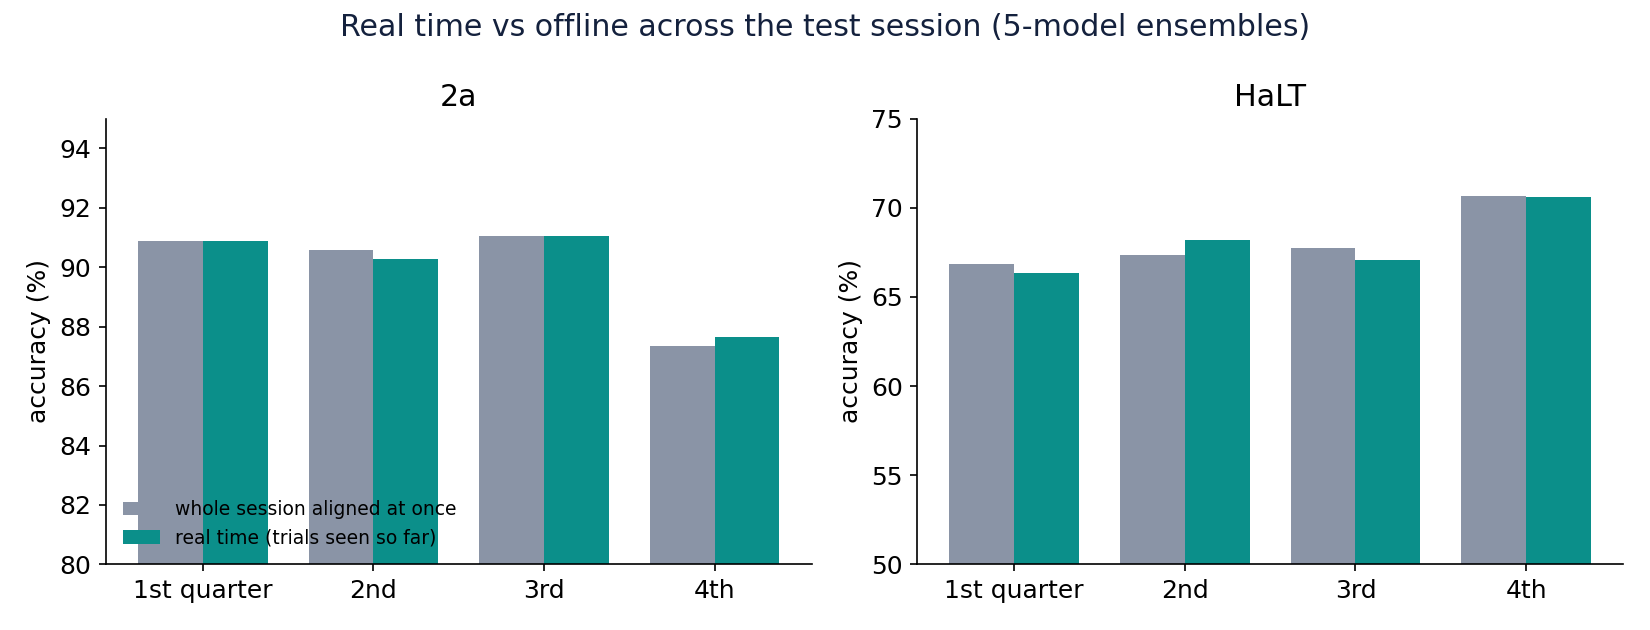 Real time vs offline across the test session (5-model ensembles)
2a
accuracy (%)
94
92
90
88
86
84
82
80
whole session aligned at once
real time (trials seen so far)
1st quarter 2nd 3rd 4th
HaLT
accuracy (%)
75
70
65
60
55
50
1st quarter 2nd 3rd 4th